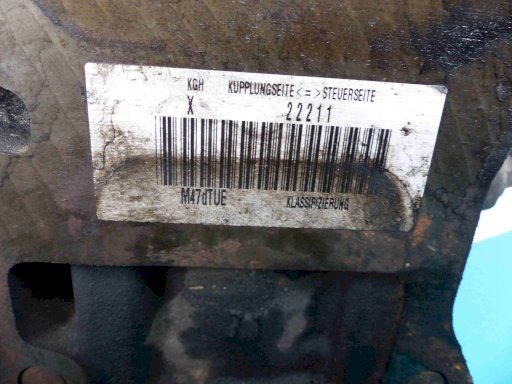 KGH KUPPLUNGSEITE<=>STEUERSEITE
X 22211
M47dTUE KLASSIFIZIERUNG